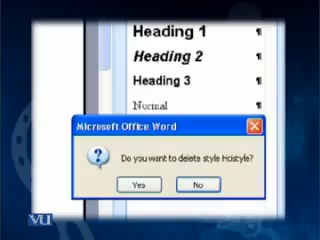 Heading 1 ¶
Heading 2 ¶
Heading 3 ¶
Normal ¶
Microsoft Office Word
Do you want to delete style Hcistyle?
Yes No
VU